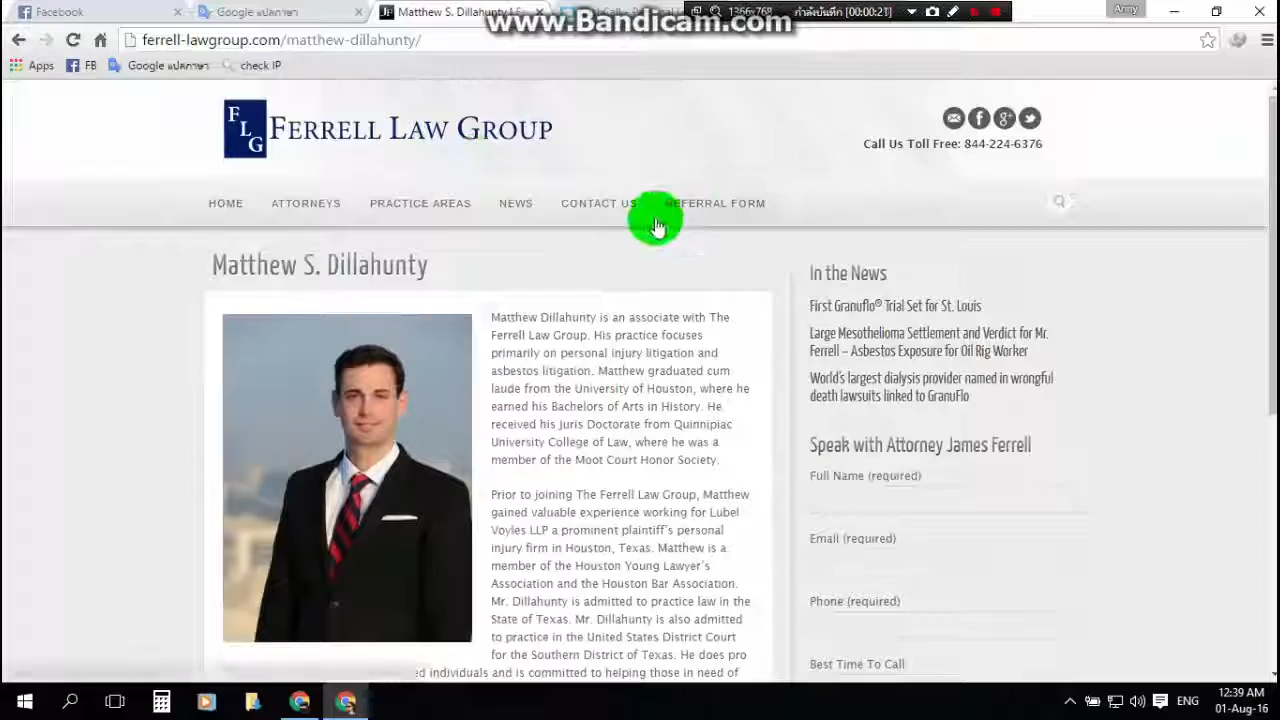 www.Bandicam.com
Facebook
Google แปลภาษา
Matthew S. Dillahunty
1366x768
กำลังบันทึก [00:00:21]
Army
ferrell-lawgroup.com/matthew-dillahunty/
Apps
FB
Google แปลภาษา
check IP
F
L
G
FERRELL LAW GROUP
Call Us Toll Free: 844-224-6376
HOME ATTORNEYS PRACTICE AREAS NEWS CONTACT US REFERRAL FORM
Matthew S. Dillahunty
Matthew Dillahunty is an associate with The
Ferrell Law Group. His practice focuses
primarily on personal injury litigation and
asbestos litigation. Matthew graduated cum
laude from the University of Houston, where he
earned his Bachelors of Arts in History. He
received his Juris Doctorate from Quinnipiac
University College of Law, where he was a
member of the Moot Court Honor Society.
Prior to joining The Ferrell Law Group, Matthew
gained valuable experience working for Lubel
Voyles LLP a prominent plaintiff's personal
injury firm in Houston, Texas. Matthew is a
member of the Houston Young Lawyer's
Association and the Houston Bar Association.
Mr. Dillahunty is admitted to practice law in the
State of Texas. Mr. Dillahunty is also admitted
to practice in the United States District Court
for the Southern District of Texas. He does pro
ed individuals and is committed to helping those in need of
In the News
First Granuflo® Trial Set for St. Louis
Large Mesothelioma Settlement and Verdict for Mr.
Ferrell – Asbestos Exposure for Oil Rig Worker
World's largest dialysis provider named in wrongful
death lawsuits linked to GranuFlo
Speak with Attorney James Ferrell
Full Name (required)
Email (required)
Phone (required)
Best Time To Call
ENG
12:39 AM
01-Aug-16